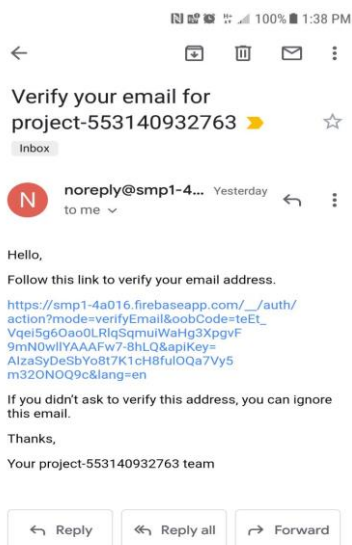 100% 1:38 PM
Verify your email for
project-553140932763
Inbox
N
noreply@smp1-4... Yesterday
to me
Hello,
Follow this link to verify your email address.
https://smp1-4a016.firebaseapp.com/__/auth/
action?mode=verifyEmail&oobCode=teEt_
Vqei5g6Oao0LRlqSqmuiWaHg3XpgvF
9mN0wllYAAAFw7-8hLQ&apiKey=
AIzaSyDeSbYo8t7K1cH8fulOQa7Vy5
m32ONOQ9c&lang=en
If you didn't ask to verify this address, you can ignore
this email.
Thanks,
Your project-553140932763 team
Reply Reply all Forward